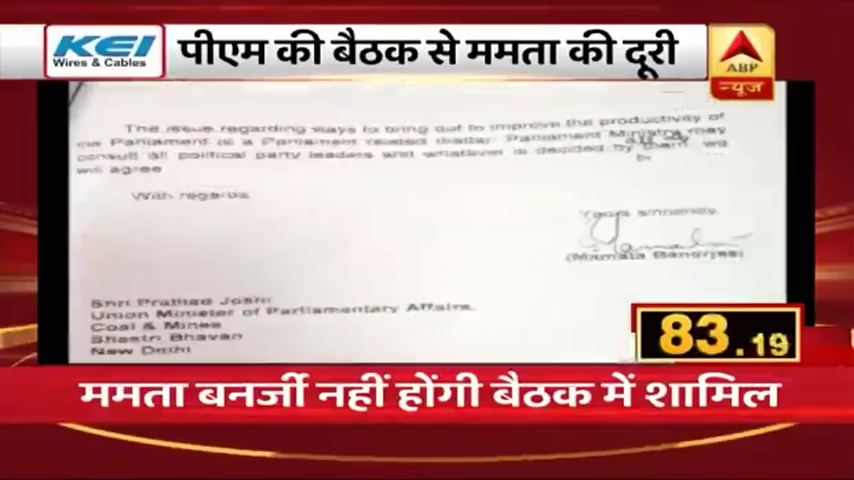 KEI
Wires & Cables
पीएम की बैठक से ममता की दूरी
ABP
न्यूज़
The issue regarding ways to bring out to improve the productivity of
the Parliament is a Parliament related matter. Parliament Ministry may
consult all political party leaders and whatever is decided by them, we
will agree
With regards
Yours sincerely,
Mamata
(Mamata Banerjee)
Shri Pralhad Joshi
Union Minister of Parliamentary Affairs,
Coal & Mines
Shastri Bhavan
New Delhi
83.19
ममता बनर्जी नहीं होंगी बैठक में शामिल